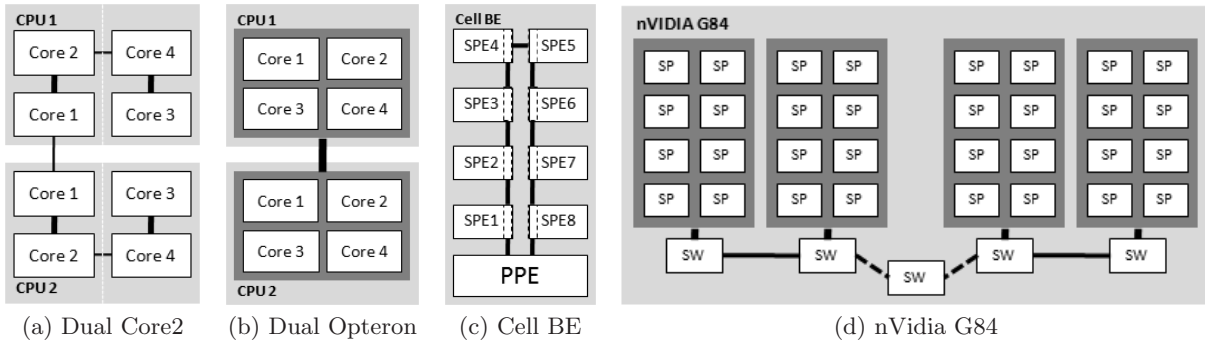 CPU 1
Core 2 Core 4
Core 1 Core 3
Core 1 Core 3
Core 2 Core 4
CPU 2
(a) Dual Core2
CPU 1
Core 1 Core 2
Core 3 Core 4
Core 1 Core 2
Core 3 Core 4
CPU 2
(b) Dual Opteron
Cell BE
SPE4 SPE5
SPE3 SPE6
SPE2 SPE7
SPE1 SPE8
PPE
(c) Cell BE
nVIDIA G84
SP SP SP SP SP SP SP SP
SP SP SP SP SP SP SP SP
SP SP SP SP SP SP SP SP
SP SP SP SP SP SP SP SP
SW SW SW SW
SW
(d) nVidia G84